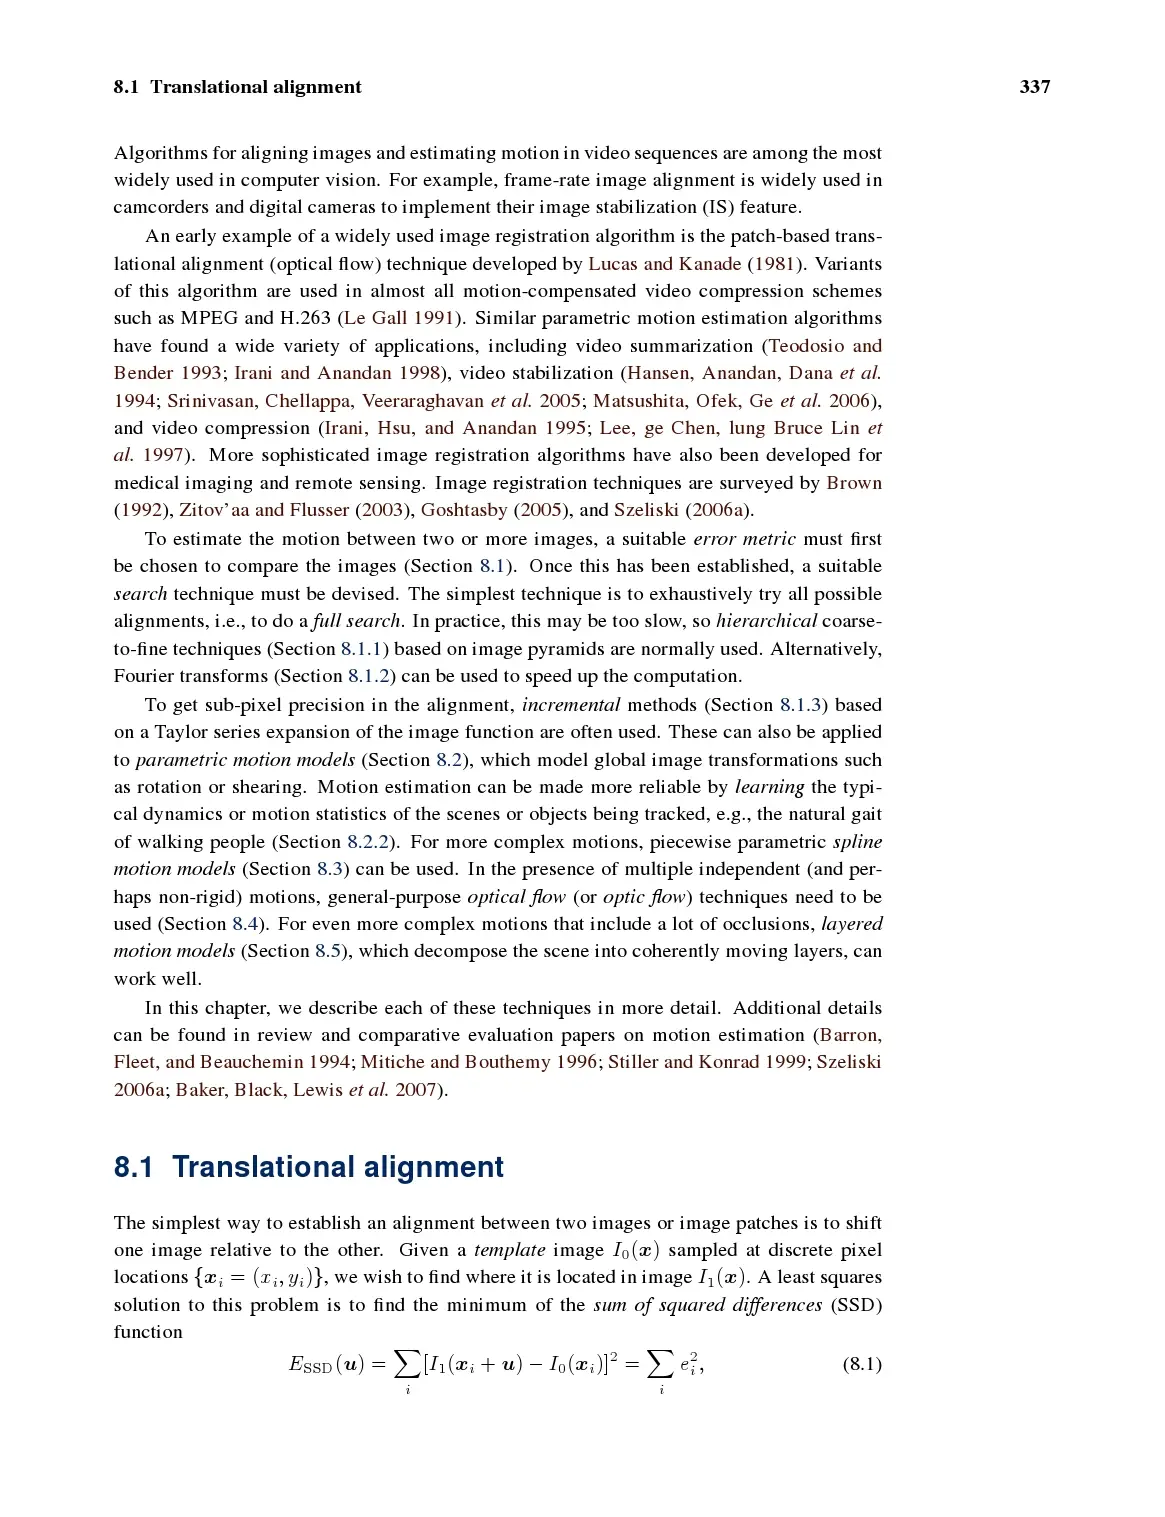 8.1 Translational alignment 337
Algorithms for aligning images and estimating motion in video sequences are among the most
widely used in computer vision. For example, frame-rate image alignment is widely used in
camcorders and digital cameras to implement their image stabilization (IS) feature.
An early example of a widely used image registration algorithm is the patch-based trans-
lational alignment (optical flow) technique developed by Lucas and Kanade (1981). Variants
of this algorithm are used in almost all motion-compensated video compression schemes
such as MPEG and H.263 (Le Gall 1991). Similar parametric motion estimation algorithms
have found a wide variety of applications, including video summarization (Teodosio and
Bender 1993; Irani and Anandan 1998), video stabilization (Hansen, Anandan, Dana et al.
1994; Srinivasan, Chellappa, Veeraraghavan et al. 2005; Matsushita, Ofek, Ge et al. 2006),
and video compression (Irani, Hsu, and Anandan 1995; Lee, ge Chen, lung Bruce Lin et
al. 1997). More sophisticated image registration algorithms have also been developed for
medical imaging and remote sensing. Image registration techniques are surveyed by Brown
(1992), Zitov'aa and Flusser (2003), Goshtasby (2005), and Szeliski (2006a).
To estimate the motion between two or more images, a suitable error metric must first
be chosen to compare the images (Section 8.1). Once this has been established, a suitable
search technique must be devised. The simplest technique is to exhaustively try all possible
alignments, i.e., to do a full search. In practice, this may be too slow, so hierarchical coarse-
to-fine techniques (Section 8.1.1) based on image pyramids are normally used. Alternatively,
Fourier transforms (Section 8.1.2) can be used to speed up the computation.
To get sub-pixel precision in the alignment, incremental methods (Section 8.1.3) based
on a Taylor series expansion of the image function are often used. These can also be applied
to parametric motion models (Section 8.2), which model global image transformations such
as rotation or shearing. Motion estimation can be made more reliable by learning the typi-
cal dynamics or motion statistics of the scenes or objects being tracked, e.g., the natural gait
of walking people (Section 8.2.2). For more complex motions, piecewise parametric spline
motion models (Section 8.3) can be used. In the presence of multiple independent (and per-
haps non-rigid) motions, general-purpose optical flow (or optic flow) techniques need to be
used (Section 8.4). For even more complex motions that include a lot of occlusions, layered
motion models (Section 8.5), which decompose the scene into coherently moving layers, can
work well.
In this chapter, we describe each of these techniques in more detail. Additional details
can be found in review and comparative evaluation papers on motion estimation (Barron,
Fleet, and Beauchemin 1994; Mitiche and Bouthemy 1996; Stiller and Konrad 1999; Szeliski
2006a; Baker, Black, Lewis et al. 2007).
8.1 Translational alignment
The simplest way to establish an alignment between two images or image patches is to shift
one image relative to the other. Given a template image I₀(x) sampled at discrete pixel
locations {xᵢ = (xᵢ, yᵢ)}, we wish to find where it is located in image I₁(x). A least squares
solution to this problem is to find the minimum of the sum of squared differences (SSD)
function
E_SSD(u) = ∑ᵢ [I₁(xᵢ + u) − I₀(xᵢ)]² = ∑ᵢ eᵢ², (8.1)